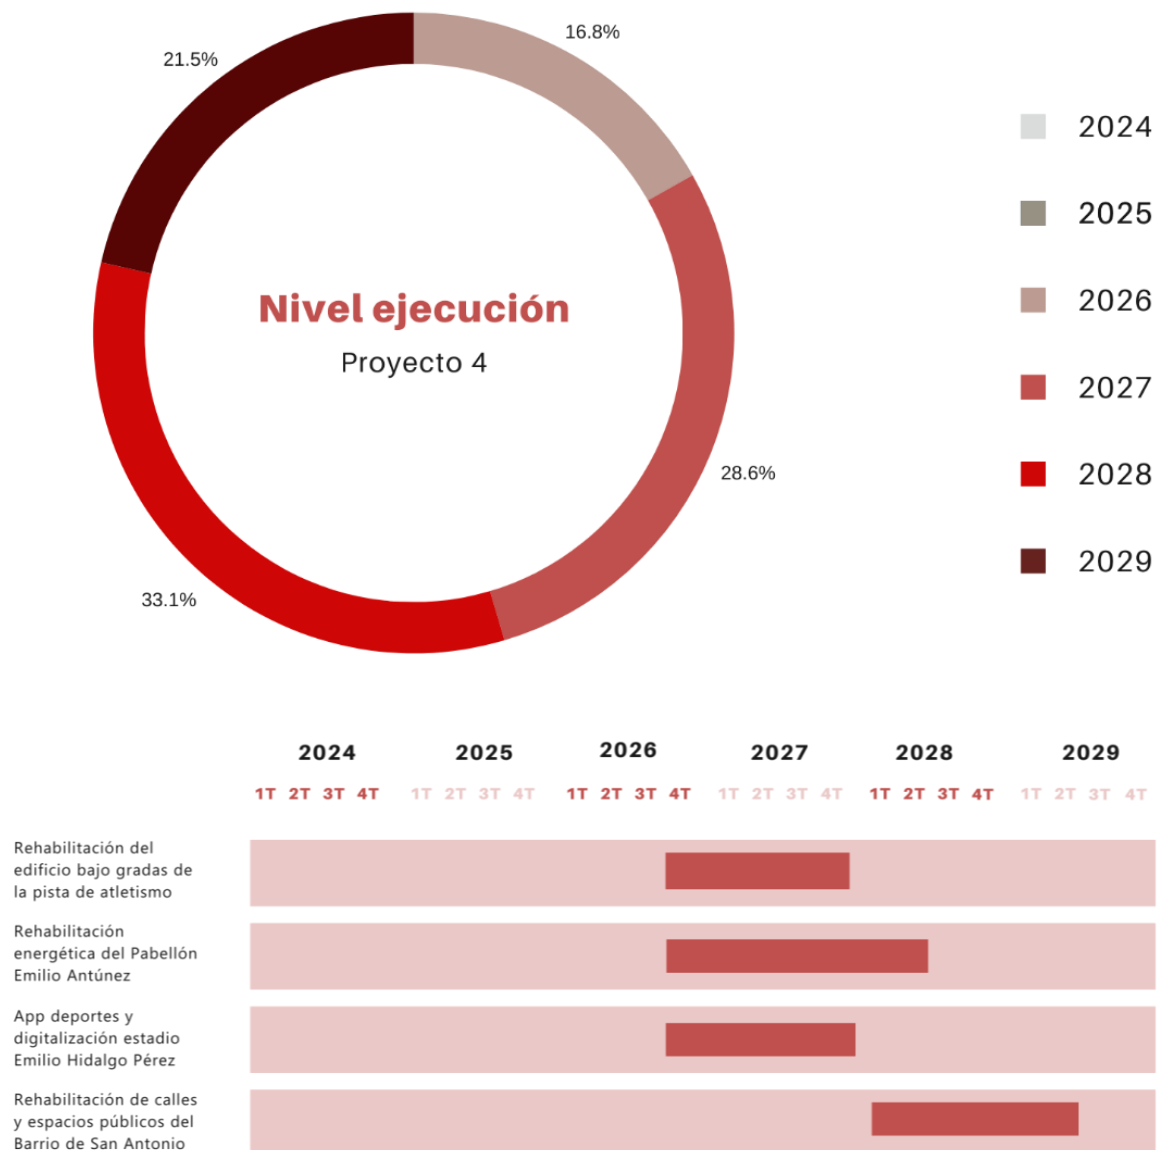 21.5%
16.8%
28.6%
33.1%
Nivel ejecución
Proyecto 4
2024
2025
2026
2027
2028
2029
2024 2025 2026 2027 2028 2029
1T 2T 3T 4T 1T 2T 3T 4T 1T 2T 3T 4T 1T 2T 3T 4T 1T 2T 3T 4T 1T 2T 3T 4T
Rehabilitación del
edificio bajo gradas de
la pista de atletismo
Rehabilitación
energética del Pabellón
Emilio Antúnez
App deportes y
digitalización estadio
Emilio Hidalgo Pérez
Rehabilitación de calles
y espacios públicos del
Barrio de San Antonio